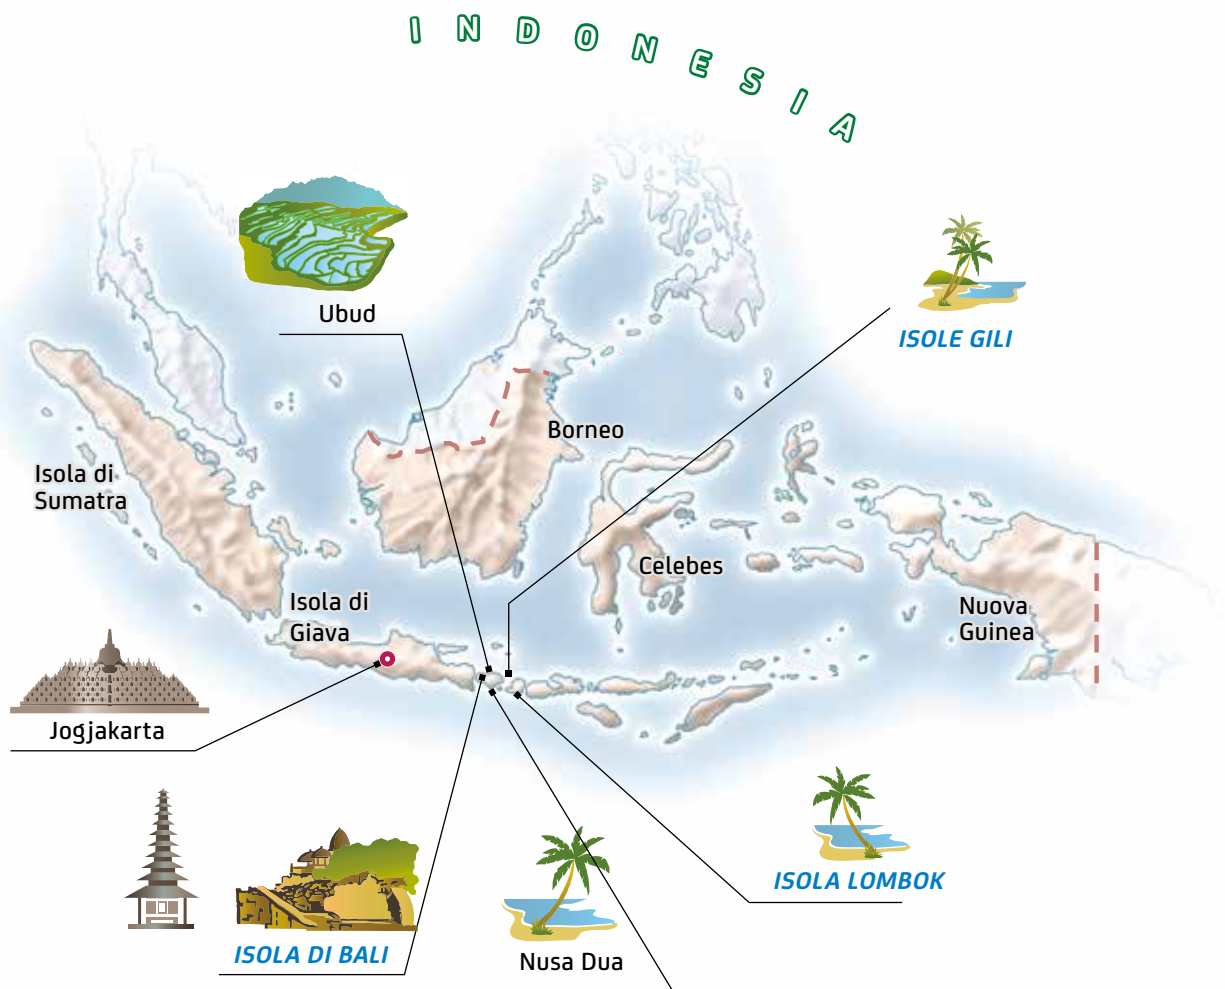 INDONESIA
Ubud
ISOLE GILI
Borneo
Isola di
Sumatra
Celebes
Isola di
Giava
Nuova
Guinea
Jogjakarta
ISOLA LOMBOK
ISOLA DI BALI
Nusa Dua